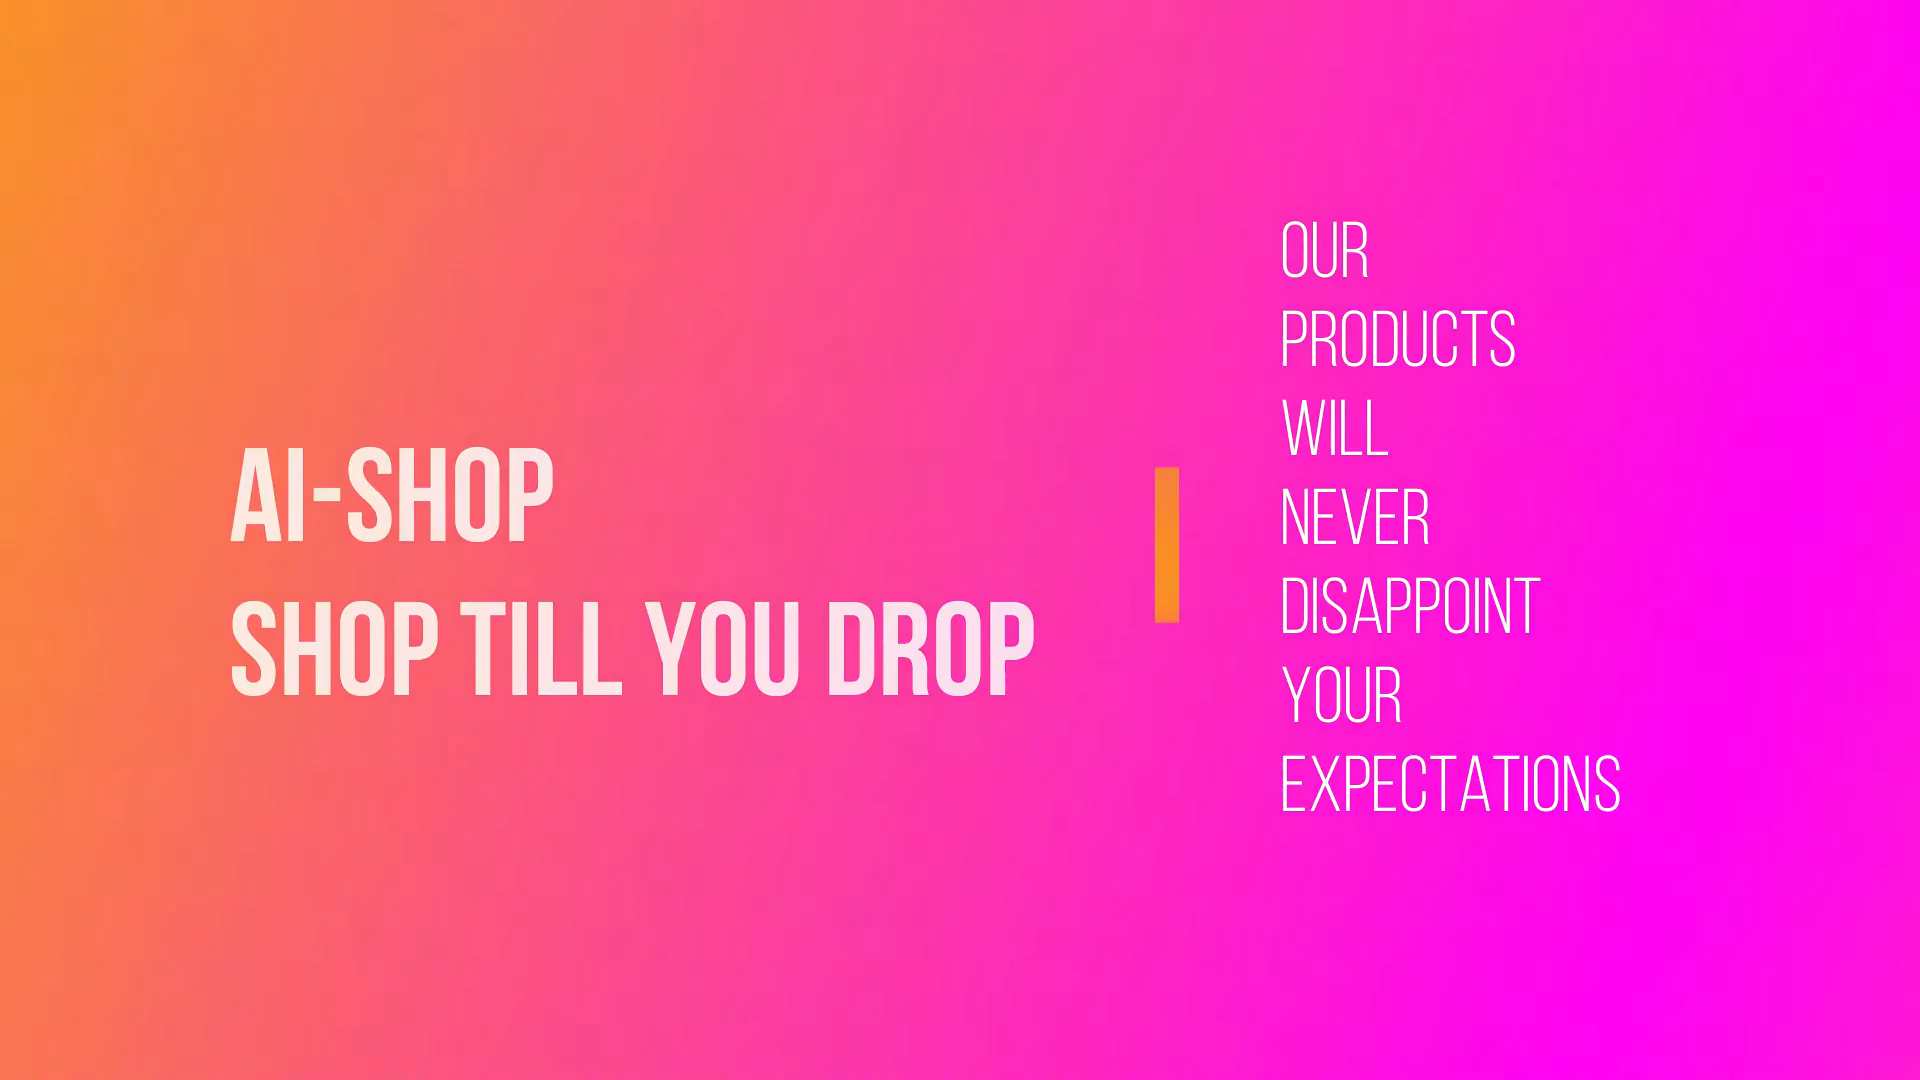 AI-SHOP
SHOP TILL YOU DROP
OUR
PRODUCTS
WILL
NEVER
DISAPPOINT
YOUR
EXPECTATIONS